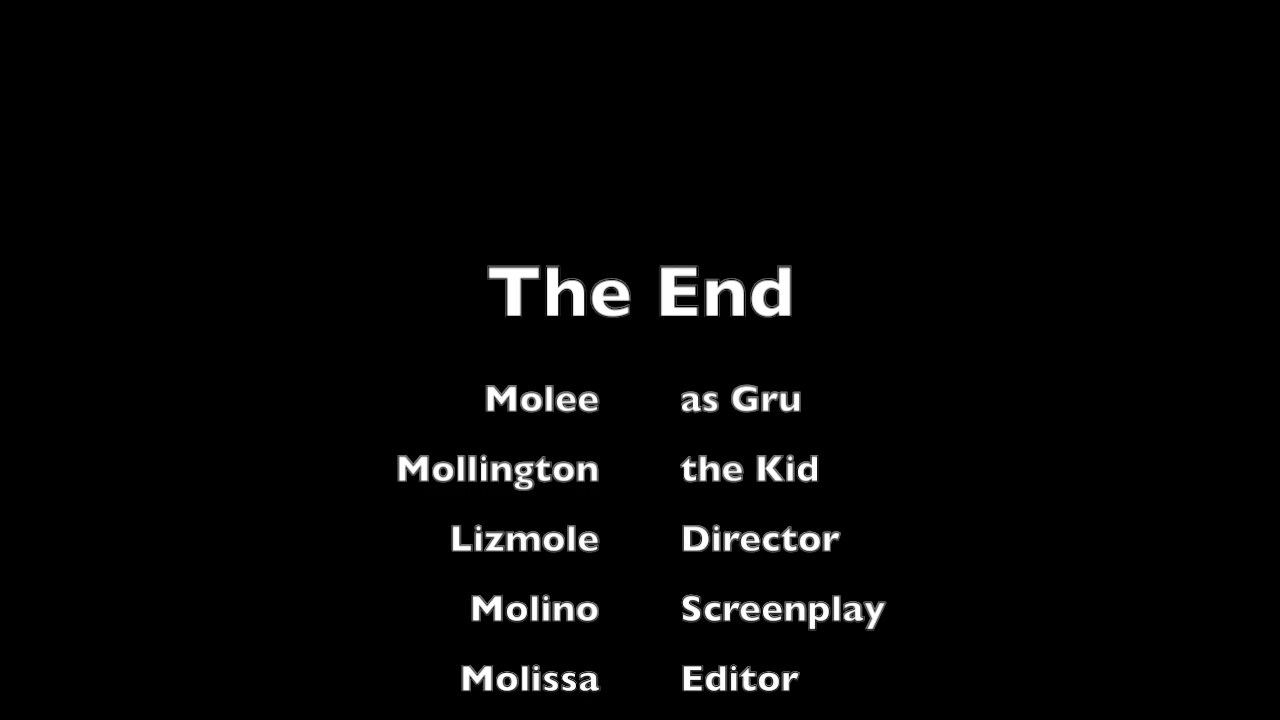 The End
Molee as Gru
Mollington the Kid
Lizmole Director
Molino Screenplay
Molissa Editor